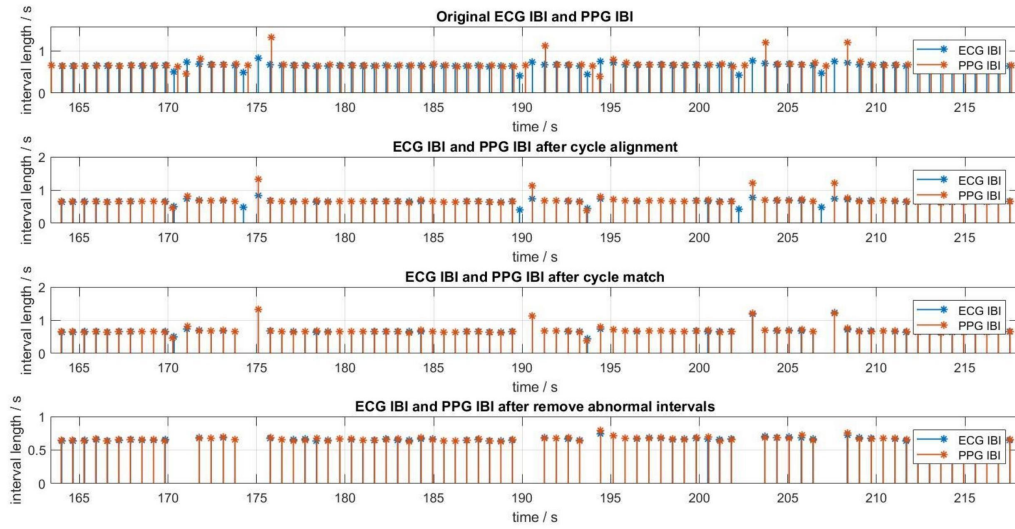 Original ECG IBI and PPG IBI
interval length / s
1
0
ECG IBI
PPG IBI
165 170 175 180 185 190 195 200 205 210 215
time / s
ECG IBI and PPG IBI after cycle alignment
interval length / s
2
1
0
ECG IBI
PPG IBI
165 170 175 180 185 190 195 200 205 210 215
time / s
ECG IBI and PPG IBI after cycle match
interval length / s
2
1
0
ECG IBI
PPG IBI
165 170 175 180 185 190 195 200 205 210 215
time / s
ECG IBI and PPG IBI after remove abnormal intervals
interval length / s
1
0.5
0
ECG IBI
PPG IBI
165 170 175 180 185 190 195 200 205 210 215
time / s